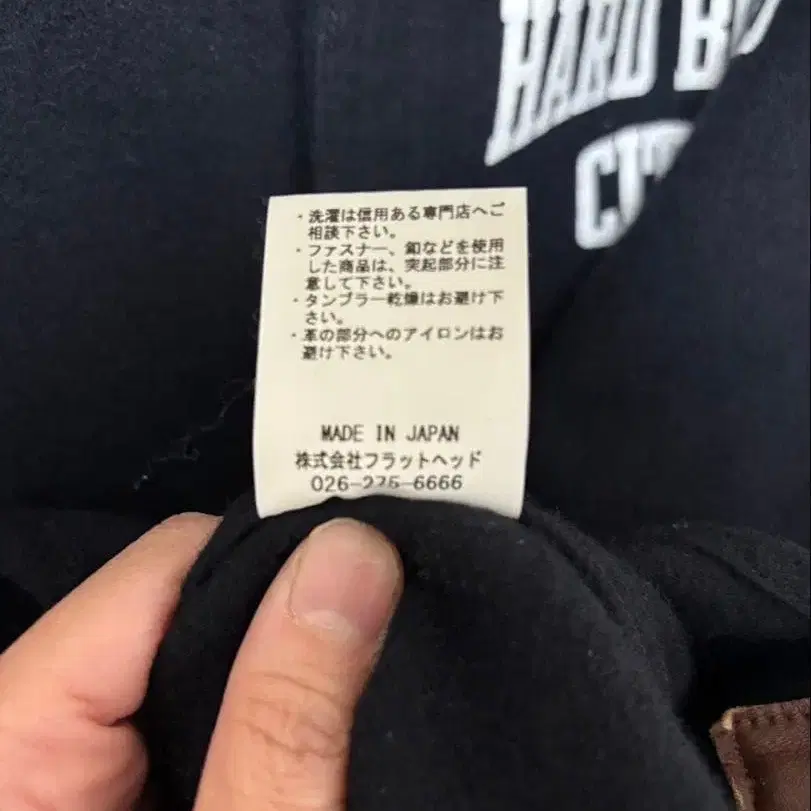 HARD B
CIT
・洗濯は信用ある専門店へご
相談下さい。
・ファスナー、釦などを使用
した商品は、突起部分に注
意して下さい。
・タンブラー乾燥はお避け下
さい。
・革の部分へのアイロンはお
避け下さい。
MADE IN JAPAN
株式会社フラットヘッド
026-275-6666